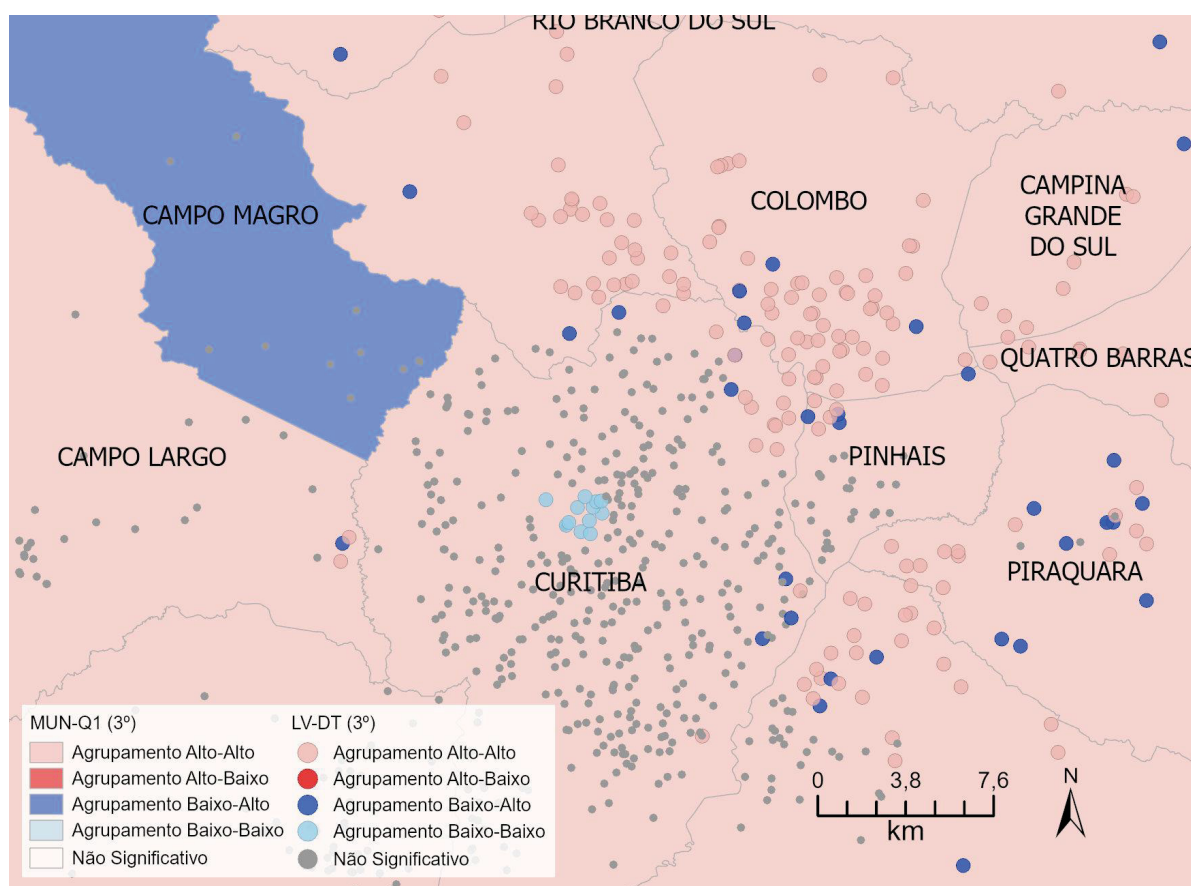 RIO BRANCO DO SUL
CAMPO MAGRO
COLOMBO
CAMPINA
GRANDE
DO SUL
QUATRO BARRAS
CAMPO LARGO
PINHAIS
CURITIBA
PIRAQUARA
MUN-Q1 (3º)
Agrupamento Alto-Alto
Agrupamento Alto-Baixo
Agrupamento Baixo-Alto
Agrupamento Baixo-Baixo
Não Significativo
LV-DT (3º)
Agrupamento Alto-Alto
Agrupamento Alto-Baixo
Agrupamento Baixo-Alto
Agrupamento Baixo-Baixo
Não Significativo
0 3,8 7,6
km
N